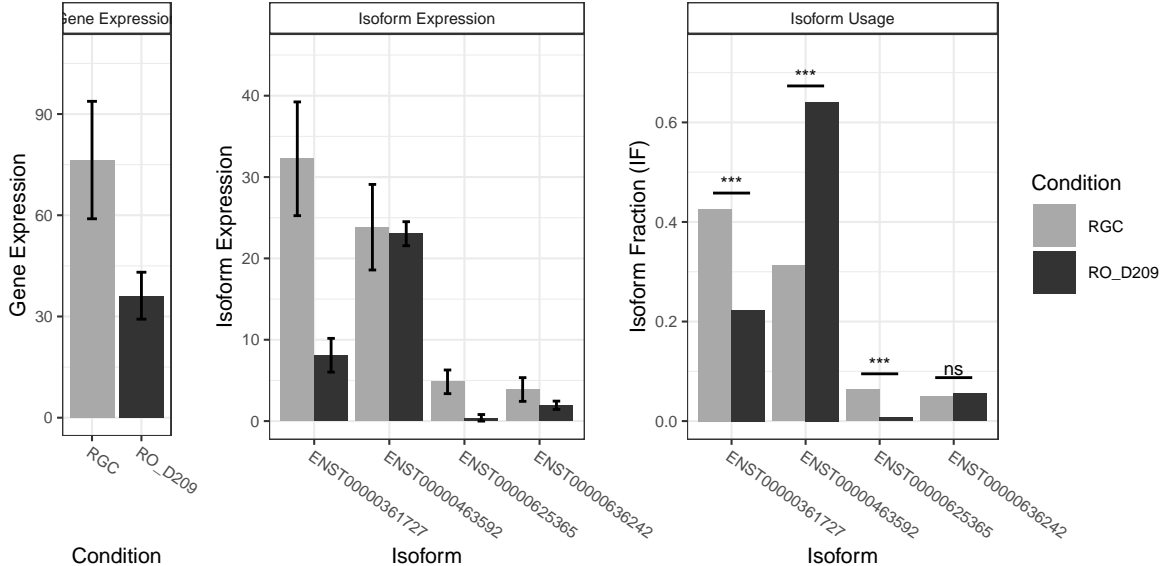 Gene Expression
Isoform Expression
Isoform Usage
Gene Expression
90
60
30
0
RGC
RO_D209
Condition
Isoform Expression
40
30
20
10
0
ENST00000361727
ENST00000463592
ENST00000625365
ENST00000636242
Isoform
Isoform Fraction (IF)
0.6
0.4
0.2
0.0
***
***
***
ns
ENST00000361727
ENST00000463592
ENST00000625365
ENST00000636242
Isoform
Condition
RGC
RO_D209